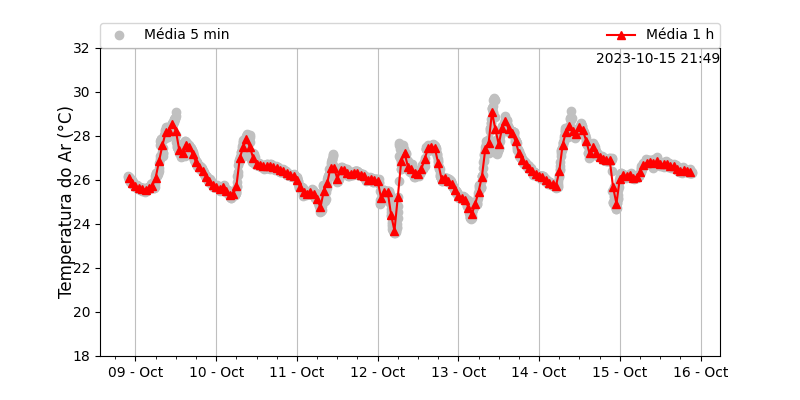 Média 5 min
Média 1 h
2023-10-15 21:49
Temperatura do Ar (°C)
32
30
28
26
24
22
20
18
09 - Oct
10 - Oct
11 - Oct
12 - Oct
13 - Oct
14 - Oct
15 - Oct
16 - Oct